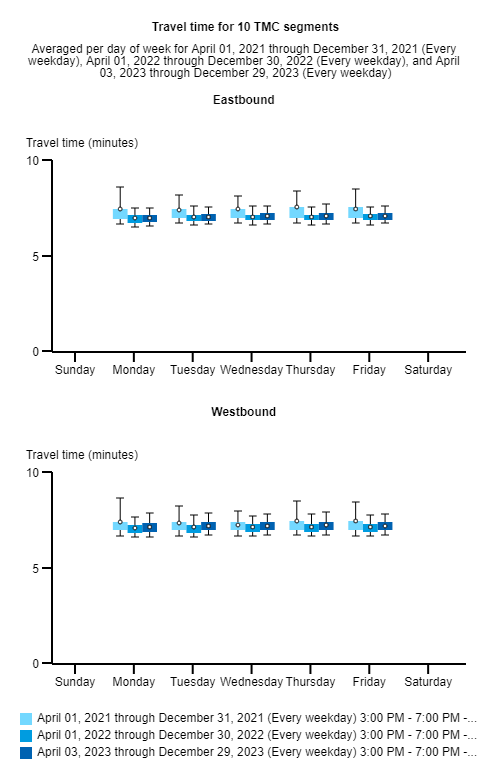 Travel time for 10 TMC segments
Averaged per day of week for April 01, 2021 through December 31, 2021 (Every
weekday), April 01, 2022 through December 30, 2022 (Every weekday), and April
03, 2023 through December 29, 2023 (Every weekday)
Eastbound
Travel time (minutes)
10
5
0
Sunday Monday Tuesday Wednesday Thursday Friday Saturday
Westbound
Travel time (minutes)
10
5
0
Sunday Monday Tuesday Wednesday Thursday Friday Saturday
April 01, 2021 through December 31, 2021 (Every weekday) 3:00 PM - 7:00 PM -...
April 01, 2022 through December 30, 2022 (Every weekday) 3:00 PM - 7:00 PM -...
April 03, 2023 through December 29, 2023 (Every weekday) 3:00 PM - 7:00 PM -...